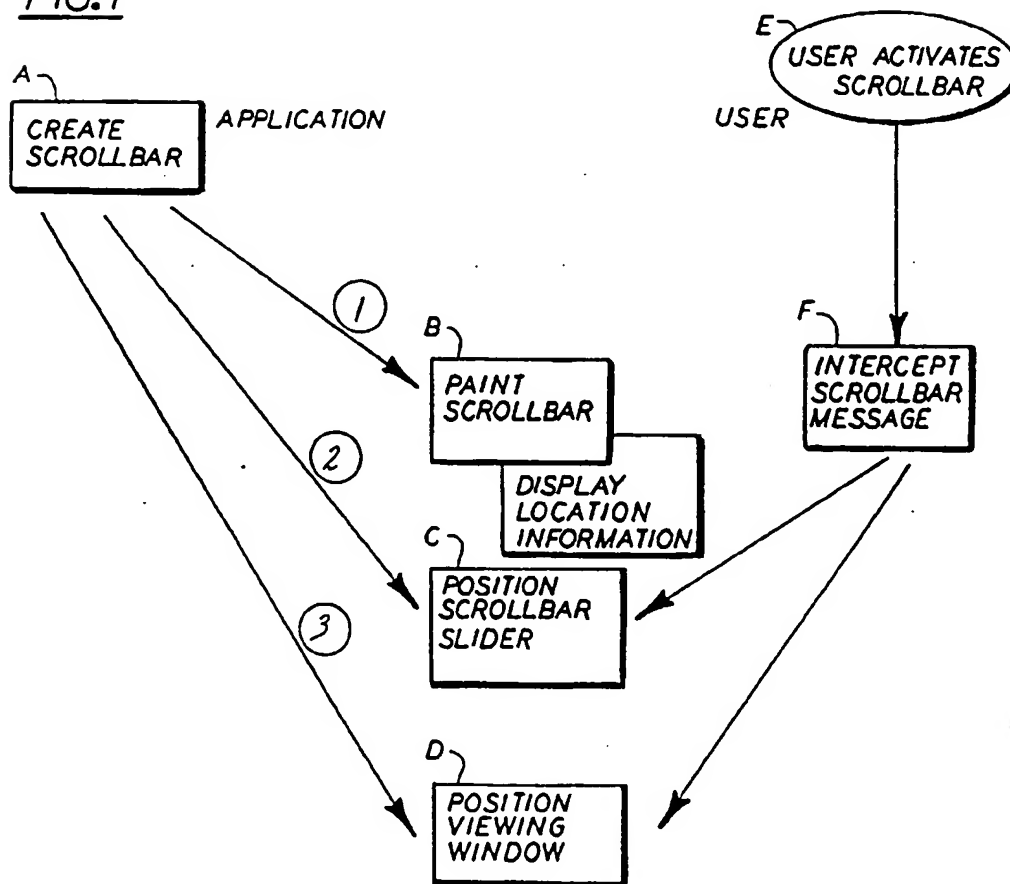 FIG.1
A
CREATE
SCROLLBAR
APPLICATION
E
USER ACTIVATES
SCROLLBAR
USER
1
B
PAINT
SCROLLBAR
DISPLAY
LOCATION
INFORMATION
F
INTERCEPT
SCROLLBAR
MESSAGE
2
C
POSITION
SCROLLBAR
SLIDER
3
D
POSITION
VIEWING
WINDOW